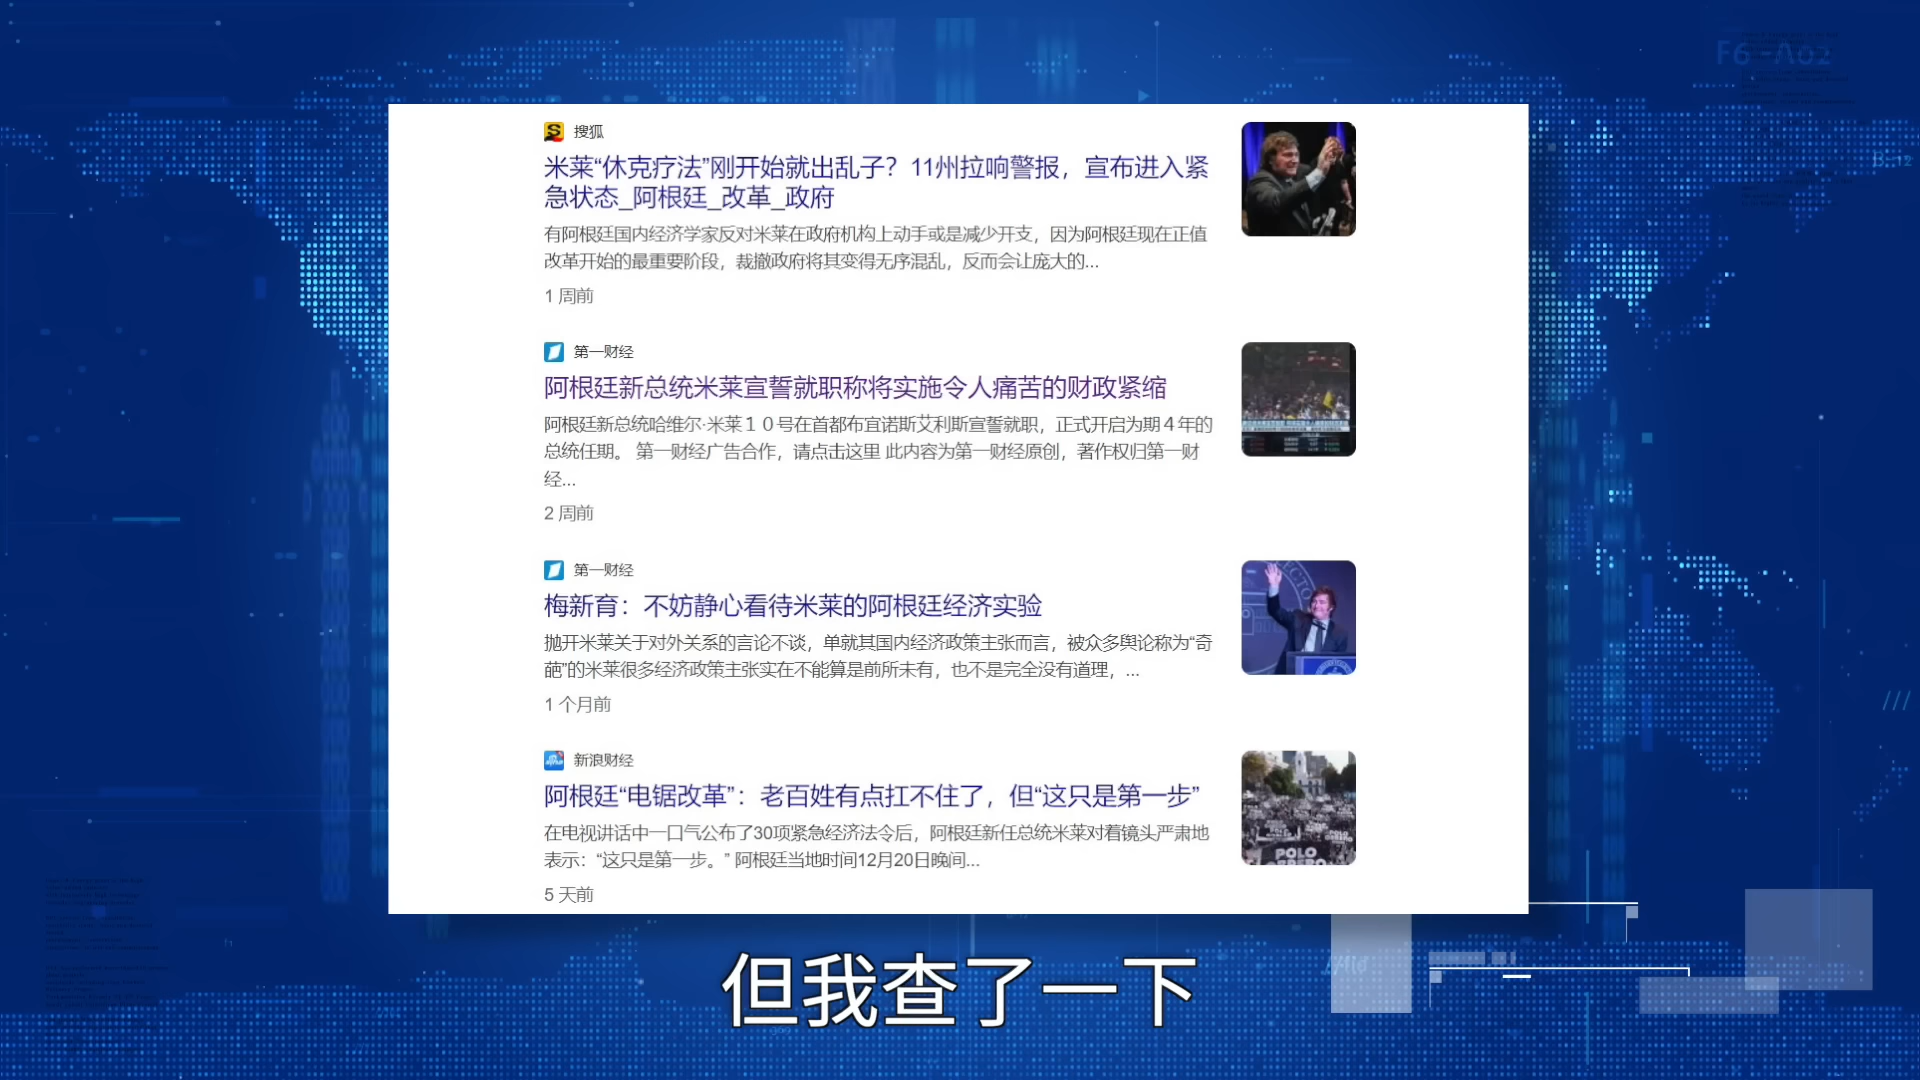 搜狐
米莱“休克疗法”刚开始就出乱子？11州拉响警报，宣布进入紧
急状态_阿根廷_改革_政府
有阿根廷国内经济学家反对米莱在政府机构上动手或是减少开支，因为阿根廷现在正值
改革开始的最重要阶段，裁撤政府将其变得无序混乱，反而会让庞大的...
1 周前
第一财经
阿根廷新总统米莱宣誓就职称将实施令人痛苦的财政紧缩
阿根廷新总统哈维尔·米莱１０号在首都布宜诺斯艾利斯宣誓就职，正式开启为期４年的
总统任期。 第一财经广告合作，请点击这里 此内容为第一财经原创，著作权归第一财
经...
2 周前
第一财经
梅新育：不妨静心看待米莱的阿根廷经济实验
抛开米莱关于对外关系的言论不谈，单就其国内经济政策主张而言，被众多舆论称为“奇
葩”的米莱很多经济政策主张实在不能算是前所未有，也不是完全没有道理，...
1 个月前
新浪财经
阿根廷“电锯改革”：老百姓有点扛不住了，但“这只是第一步”
在电视讲话中一口气公布了30项紧急经济法令后，阿根廷新任总统米莱对着镜头严肃地
表示：“这只是第一步。” 阿根廷当地时间12月20日晚间...
5 天前
POLO
但我查了一下